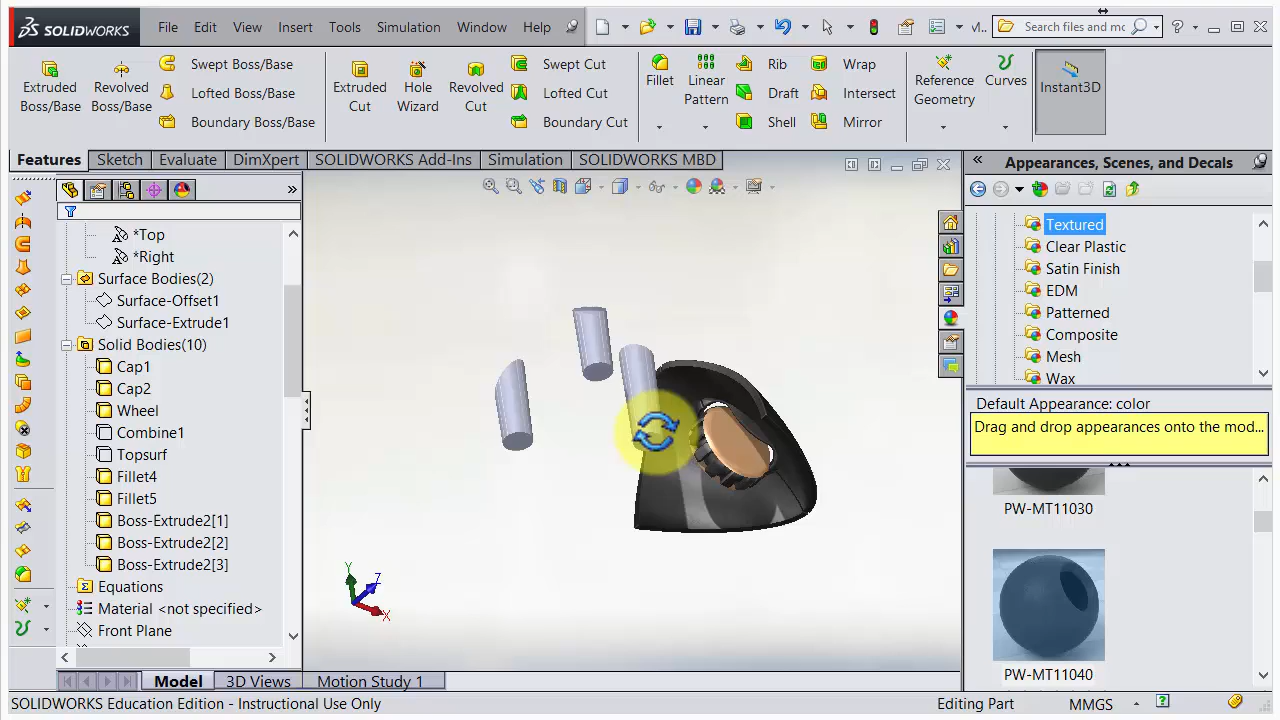 SOLIDWORKS File Edit View Insert Tools Simulation Window Help Search files and mc
Extruded Boss/Base
Revolved Boss/Base
Swept Boss/Base
Lofted Boss/Base
Boundary Boss/Base
Extruded Cut
Hole Wizard
Revolved Cut
Swept Cut
Lofted Cut
Boundary Cut
Fillet
Linear Pattern
Rib
Draft
Shell
Wrap
Intersect
Mirror
Reference Geometry
Curves
Instant3D
Features Sketch Evaluate DimXpert SOLIDWORKS Add-Ins Simulation SOLIDWORKS MBD
*Top
*Right
Surface Bodies(2)
Surface-Offset1
Surface-Extrude1
Solid Bodies(10)
Cap1
Cap2
Wheel
Combine1
Topsurf
Fillet4
Fillet5
Boss-Extrude2[1]
Boss-Extrude2[2]
Boss-Extrude2[3]
Equations
Material <not specified>
Front Plane
Y
Z
X
Appearances, Scenes, and Decals
Textured
Clear Plastic
Satin Finish
EDM
Patterned
Composite
Mesh
Wax
Default Appearance: color
Drag and drop appearances onto the mod...
PW-MT11030
PW-MT11040
Model 3D Views Motion Study 1
SOLIDWORKS Education Edition - Instructional Use Only Editing Part MMGS